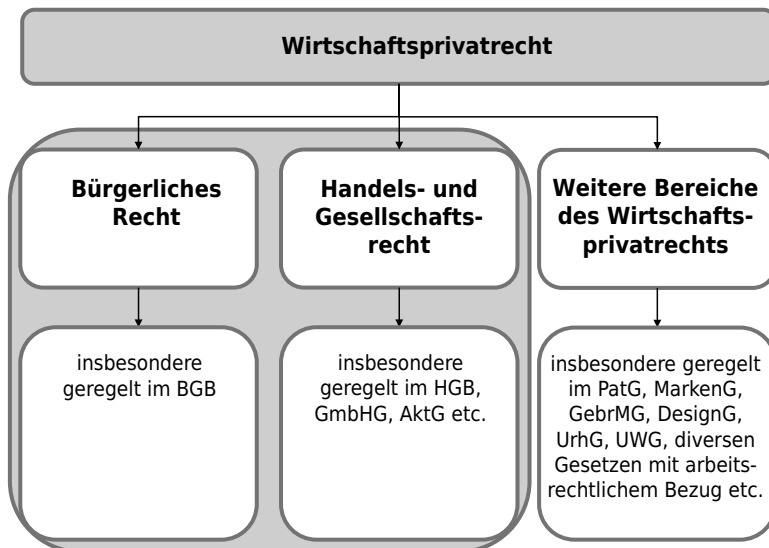 Wirtschaftsprivatrecht
Bürgerliches
Recht
Handels- und
Gesellschafts-
recht
Weitere Bereiche
des Wirtschafts-
privatrechts
insbesondere
geregelt im BGB
insbesondere
geregelt im HGB,
GmbHG, AktG etc.
insbesondere geregelt
im PatG, MarkenG,
GebrMG, DesignG,
UrhG, UWG, diversen
Gesetzen mit arbeits-
rechtlichem Bezug etc.